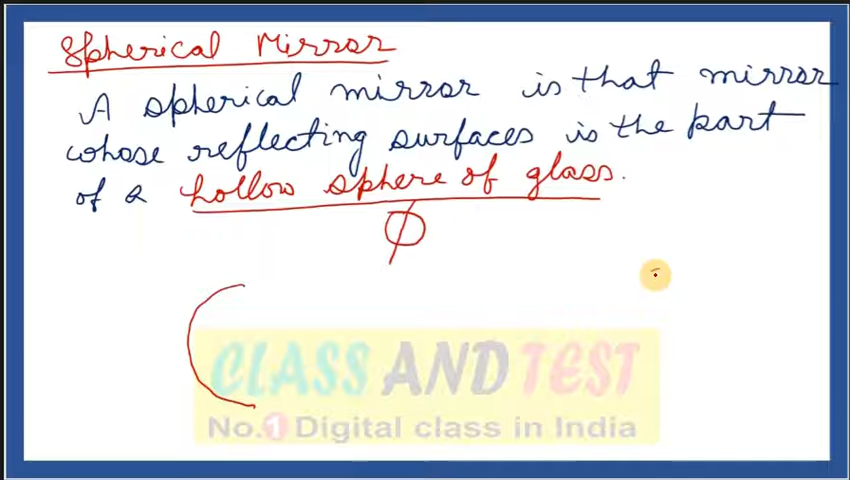 Spherical Mirror
A spherical mirror is that mirror
whose reflecting surfaces is the part
of a hollow sphere of glass.
CLASS AND TEST
No.1 Digital class in India